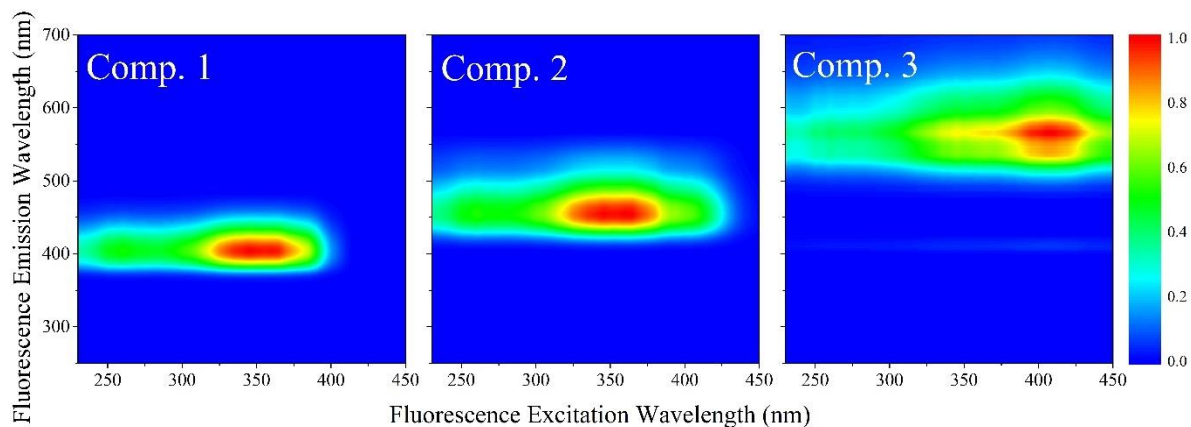 Fluorescence Emission Wavelength (nm)
700
600
500
400
300
Comp. 1
Comp. 2
Comp. 3
250 300 350 400 450
250 300 350 400 450
250 300 350 400 450
Fluorescence Excitation Wavelength (nm)
1.0
0.8
0.6
0.4
0.2
0.0